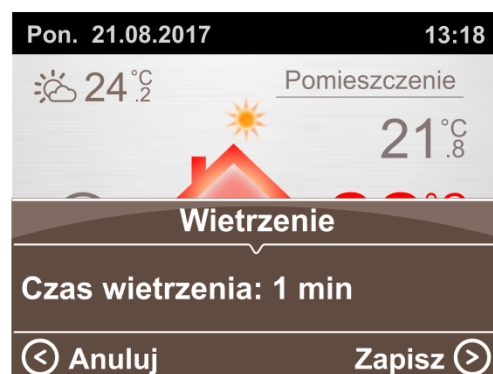 Pon. 21.08.2017 13:18
24°C .2 Pomieszczenie
21°C .8
Wietrzenie
Czas wietrzenia: 1 min
Anuluj Zapisz